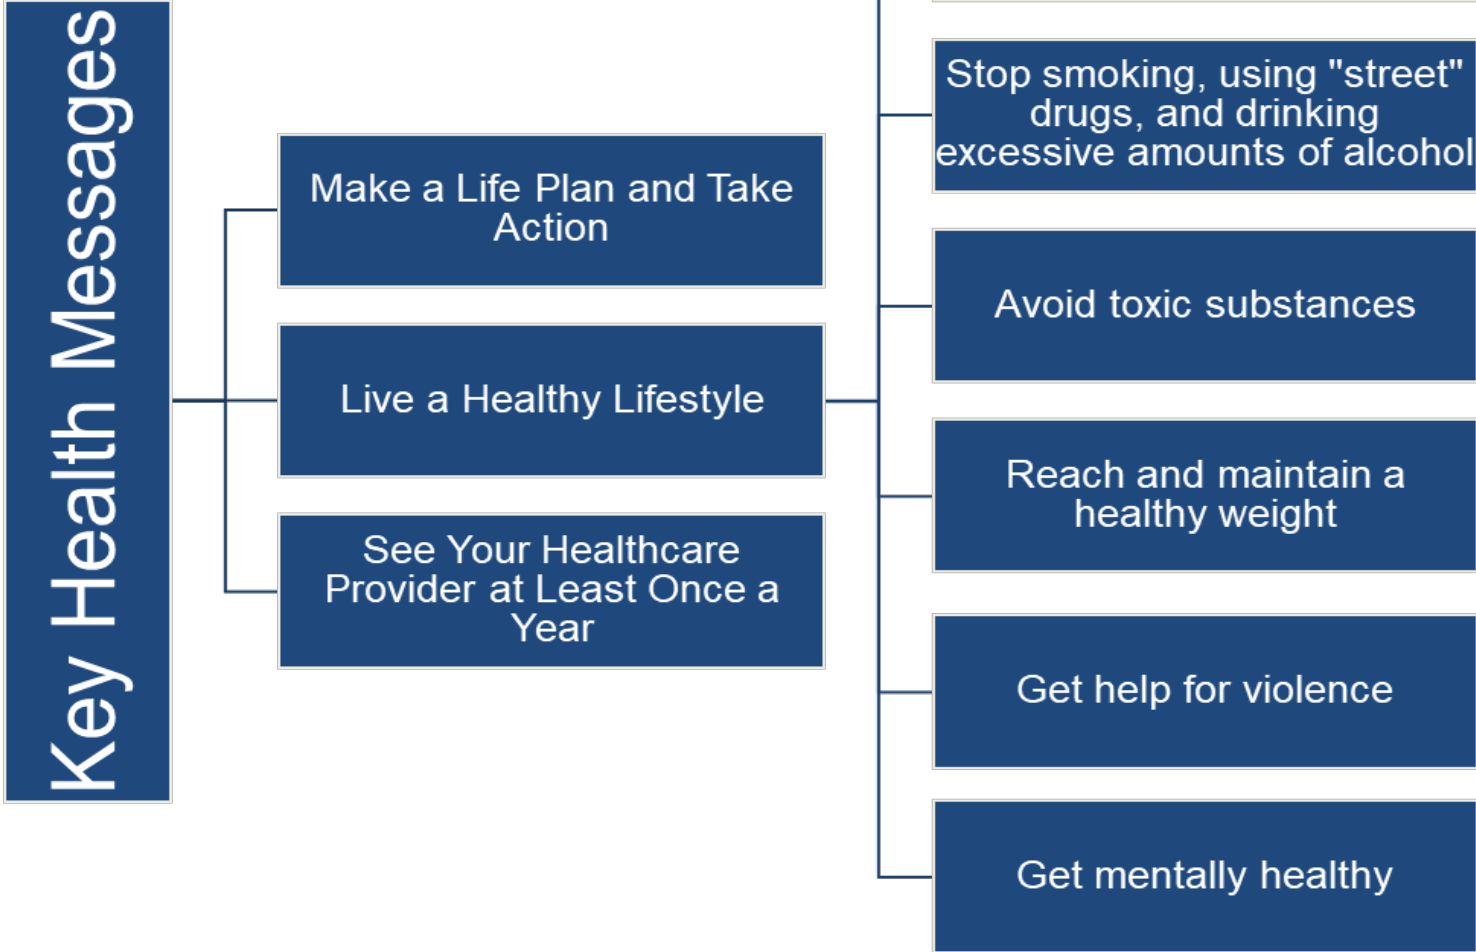 Key Health Messages
Make a Life Plan and Take
Action
Live a Healthy Lifestyle
See Your Healthcare
Provider at Least Once a
Year
Stop smoking, using "street"
drugs, and drinking
excessive amounts of alcohol
Avoid toxic substances
Reach and maintain a
healthy weight
Get help for violence
Get mentally healthy